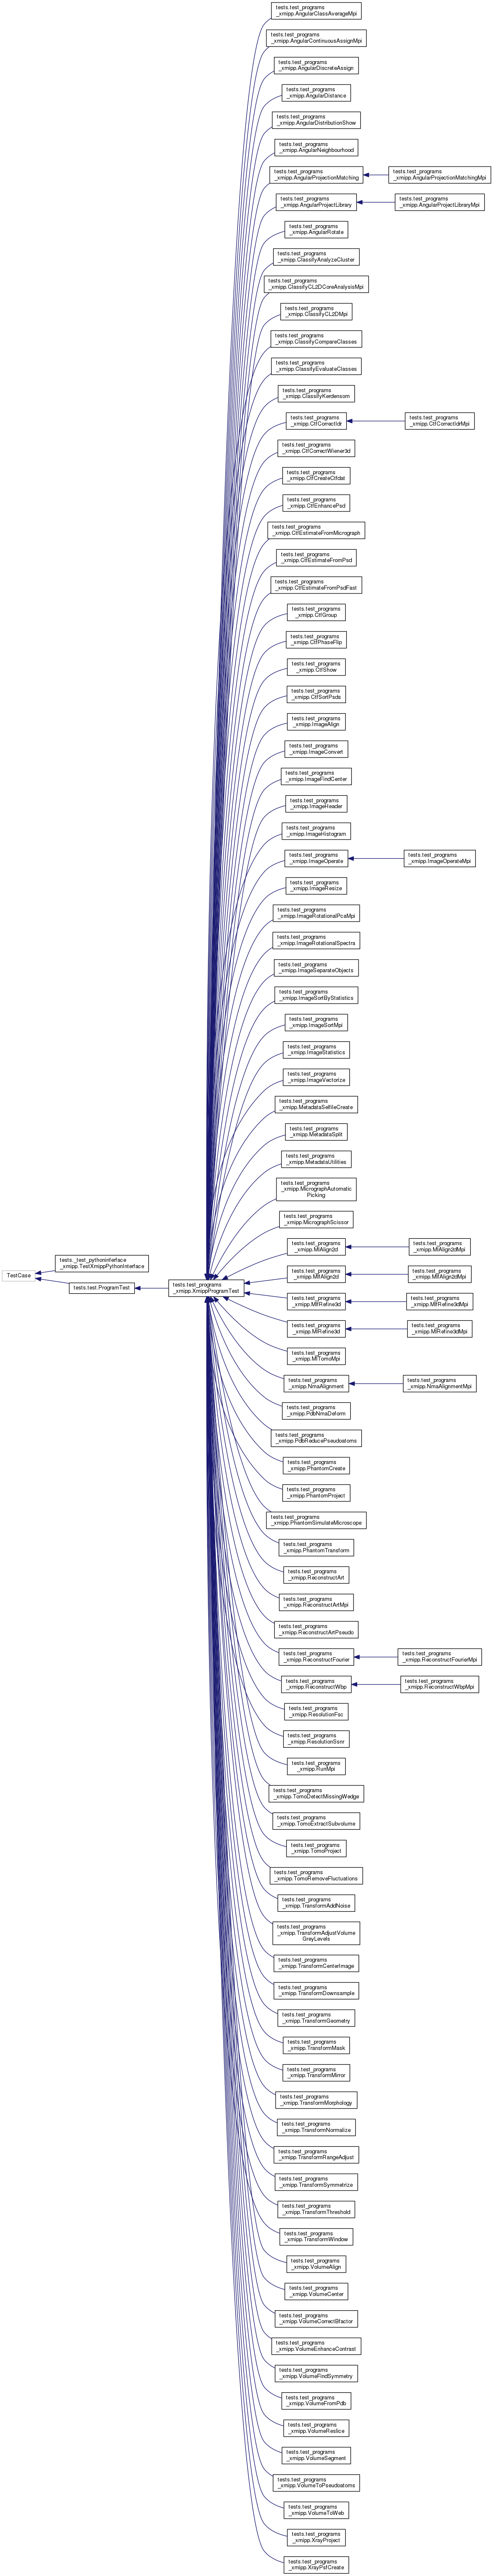 TestCase
tests._test_pythoninterface
_xmipp.TestXmippPythonInterface
tests.test.ProgramTest
tests.test_programs
_xmipp.XmippProgramTest
tests.test_programs
_xmipp.AngularClassAverageMpi
tests.test_programs
_xmipp.AngularContinuousAssignMpi
tests.test_programs
_xmipp.AngularDiscreteAssign
tests.test_programs
_xmipp.AngularDistance
tests.test_programs
_xmipp.AngularDistributionShow
tests.test_programs
_xmipp.AngularNeighbourhood
tests.test_programs
_xmipp.AngularProjectionMatching
tests.test_programs
_xmipp.AngularProjectionMatchingMpi
tests.test_programs
_xmipp.AngularProjectLibrary
tests.test_programs
_xmipp.AngularProjectLibraryMpi
tests.test_programs
_xmipp.AngularRotate
tests.test_programs
_xmipp.ClassifyAnalyzeCluster
tests.test_programs
_xmipp.ClassifyCL2DCoreAnalysisMpi
tests.test_programs
_xmipp.ClassifyCL2DMpi
tests.test_programs
_xmipp.ClassifyCompareClasses
tests.test_programs
_xmipp.ClassifyEvaluateClasses
tests.test_programs
_xmipp.ClassifyKerdensom
tests.test_programs
_xmipp.CtfCorrectIdr
tests.test_programs
_xmipp.CtfCorrectIdrMpi
tests.test_programs
_xmipp.CtfCorrectWiener3d
tests.test_programs
_xmipp.CtfCreateCtfdat
tests.test_programs
_xmipp.CtfEnhancePsd
tests.test_programs
_xmipp.CtfEstimateFromMicrograph
tests.test_programs
_xmipp.CtfEstimateFromPsd
tests.test_programs
_xmipp.CtfEstimateFromPsdFast
tests.test_programs
_xmipp.CtfGroup
tests.test_programs
_xmipp.CtfPhaseFlip
tests.test_programs
_xmipp.CtfShow
tests.test_programs
_xmipp.CtfSortPsds
tests.test_programs
_xmipp.ImageAlign
tests.test_programs
_xmipp.ImageConvert
tests.test_programs
_xmipp.ImageFindCenter
tests.test_programs
_xmipp.ImageHeader
tests.test_programs
_xmipp.ImageHistogram
tests.test_programs
_xmipp.ImageOperate
tests.test_programs
_xmipp.ImageOperateMpi
tests.test_programs
_xmipp.ImageResize
tests.test_programs
_xmipp.ImageRotationalPcaMpi
tests.test_programs
_xmipp.ImageRotationalSpectra
tests.test_programs
_xmipp.ImageSeparateObjects
tests.test_programs
_xmipp.ImageSortByStatistics
tests.test_programs
_xmipp.ImageSortMpi
tests.test_programs
_xmipp.ImageStatistics
tests.test_programs
_xmipp.ImageVectorize
tests.test_programs
_xmipp.MetadataSelfileCreate
tests.test_programs
_xmipp.MetadataSplit
tests.test_programs
_xmipp.MetadataUtilities
tests.test_programs
_xmipp.MicrographAutomatic
Picking
tests.test_programs
_xmipp.MicrographScissor
tests.test_programs
_xmipp.MlAlign2d
tests.test_programs
_xmipp.MlAlign2dMpi
tests.test_programs
_xmipp.MlfAlign2d
tests.test_programs
_xmipp.MlfAlign2dMpi
tests.test_programs
_xmipp.MlfRefine3d
tests.test_programs
_xmipp.MlfRefine3dMpi
tests.test_programs
_xmipp.MlRefine3d
tests.test_programs
_xmipp.MlRefine3dMpi
tests.test_programs
_xmipp.MlTomoMpi
tests.test_programs
_xmipp.NmaAlignment
tests.test_programs
_xmipp.NmaAlignmentMpi
tests.test_programs
_xmipp.PdbNmaDeform
tests.test_programs
_xmipp.PdbReducePseudoatoms
tests.test_programs
_xmipp.PhantomCreate
tests.test_programs
_xmipp.PhantomProject
tests.test_programs
_xmipp.PhantomSimulateMicroscope
tests.test_programs
_xmipp.PhantomTransform
tests.test_programs
_xmipp.ReconstructArt
tests.test_programs
_xmipp.ReconstructArtMpi
tests.test_programs
_xmipp.ReconstructArtPseudo
tests.test_programs
_xmipp.ReconstructFourier
tests.test_programs
_xmipp.ReconstructFourierMpi
tests.test_programs
_xmipp.ReconstructWbp
tests.test_programs
_xmipp.ReconstructWbpMpi
tests.test_programs
_xmipp.ResolutionFsc
tests.test_programs
_xmipp.ResolutionSsnr
tests.test_programs
_xmipp.RunMpi
tests.test_programs
_xmipp.TomoDetectMissingWedge
tests.test_programs
_xmipp.TomoExtractSubvolume
tests.test_programs
_xmipp.TomoProject
tests.test_programs
_xmipp.TomoRemoveFluctuations
tests.test_programs
_xmipp.TransformAddNoise
tests.test_programs
_xmipp.TransformAdjustVolume
GreyLevels
tests.test_programs
_xmipp.TransformCenterImage
tests.test_programs
_xmipp.TransformDownsample
tests.test_programs
_xmipp.TransformGeometry
tests.test_programs
_xmipp.TransformMask
tests.test_programs
_xmipp.TransformMirror
tests.test_programs
_xmipp.TransformMorphology
tests.test_programs
_xmipp.TransformNormalize
tests.test_programs
_xmipp.TransformRangeAdjust
tests.test_programs
_xmipp.TransformSymmetrize
tests.test_programs
_xmipp.TransformThreshold
tests.test_programs
_xmipp.TransformWindow
tests.test_programs
_xmipp.VolumeAlign
tests.test_programs
_xmipp.VolumeCenter
tests.test_programs
_xmipp.VolumeCorrectBfactor
tests.test_programs
_xmipp.VolumeEnhanceContrast
tests.test_programs
_xmipp.VolumeFindSymmetry
tests.test_programs
_xmipp.VolumeFromPdb
tests.test_programs
_xmipp.VolumeReslice
tests.test_programs
_xmipp.VolumeSegment
tests.test_programs
_xmipp.VolumeToPseudoatoms
tests.test_programs
_xmipp.VolumeToWeb
tests.test_programs
_xmipp.XrayProject
tests.test_programs
_xmipp.XrayPsfCreate